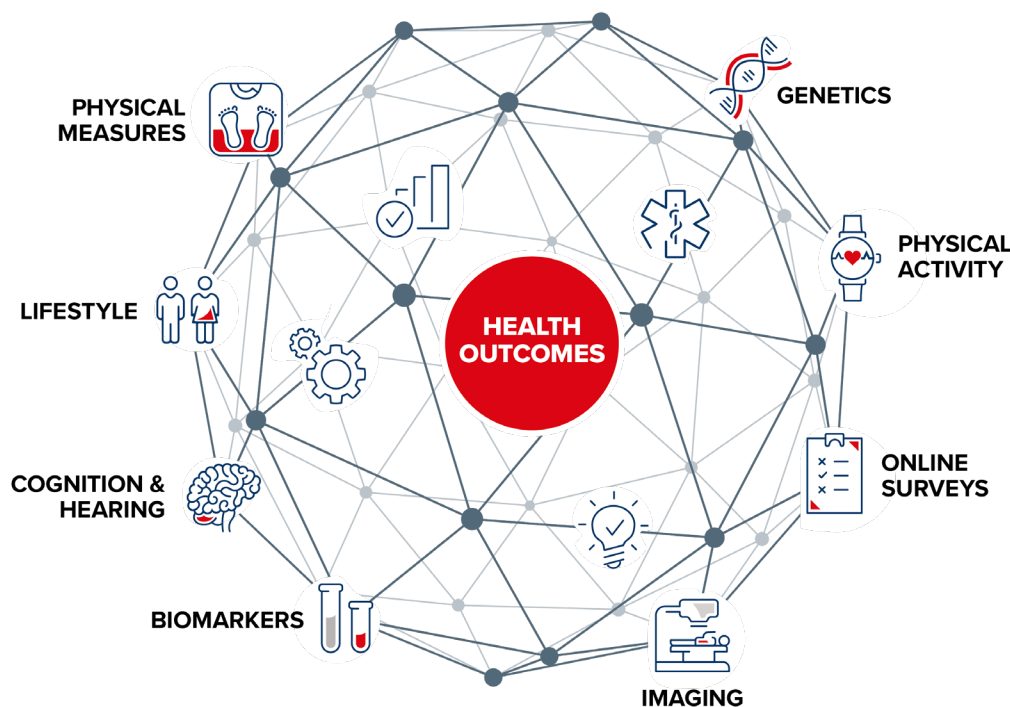 PHYSICAL
MEASURES
GENETICS
PHYSICAL
ACTIVITY
LIFESTYLE
HEALTH
OUTCOMES
COGNITION &
HEARING
ONLINE
SURVEYS
BIOMARKERS
IMAGING